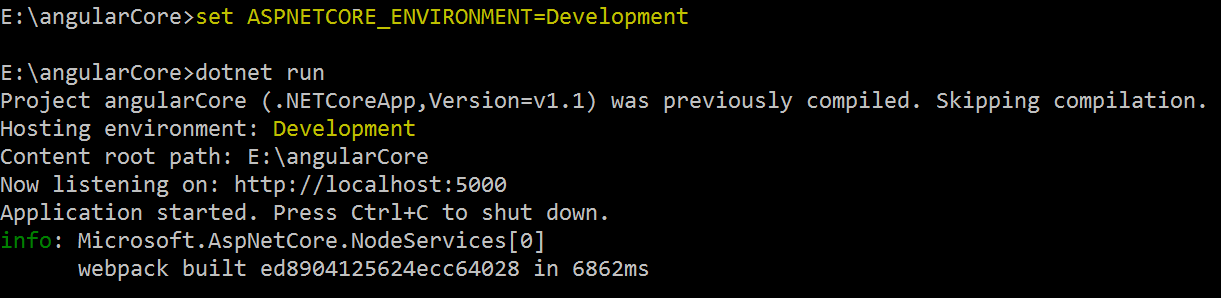 E:\angularCore>set ASPNETCORE_ENVIRONMENT=Development
E:\angularCore>dotnet run
Project angularCore (.NETCoreApp,Version=v1.1) was previously compiled. Skipping compilation.
Hosting environment: Development
Content root path: E:\angularCore
Now listening on: http://localhost:5000
Application started. Press Ctrl+C to shut down.
info: Microsoft.AspNetCore.NodeServices[0]
webpack built ed8904125624ecc64028 in 6862ms